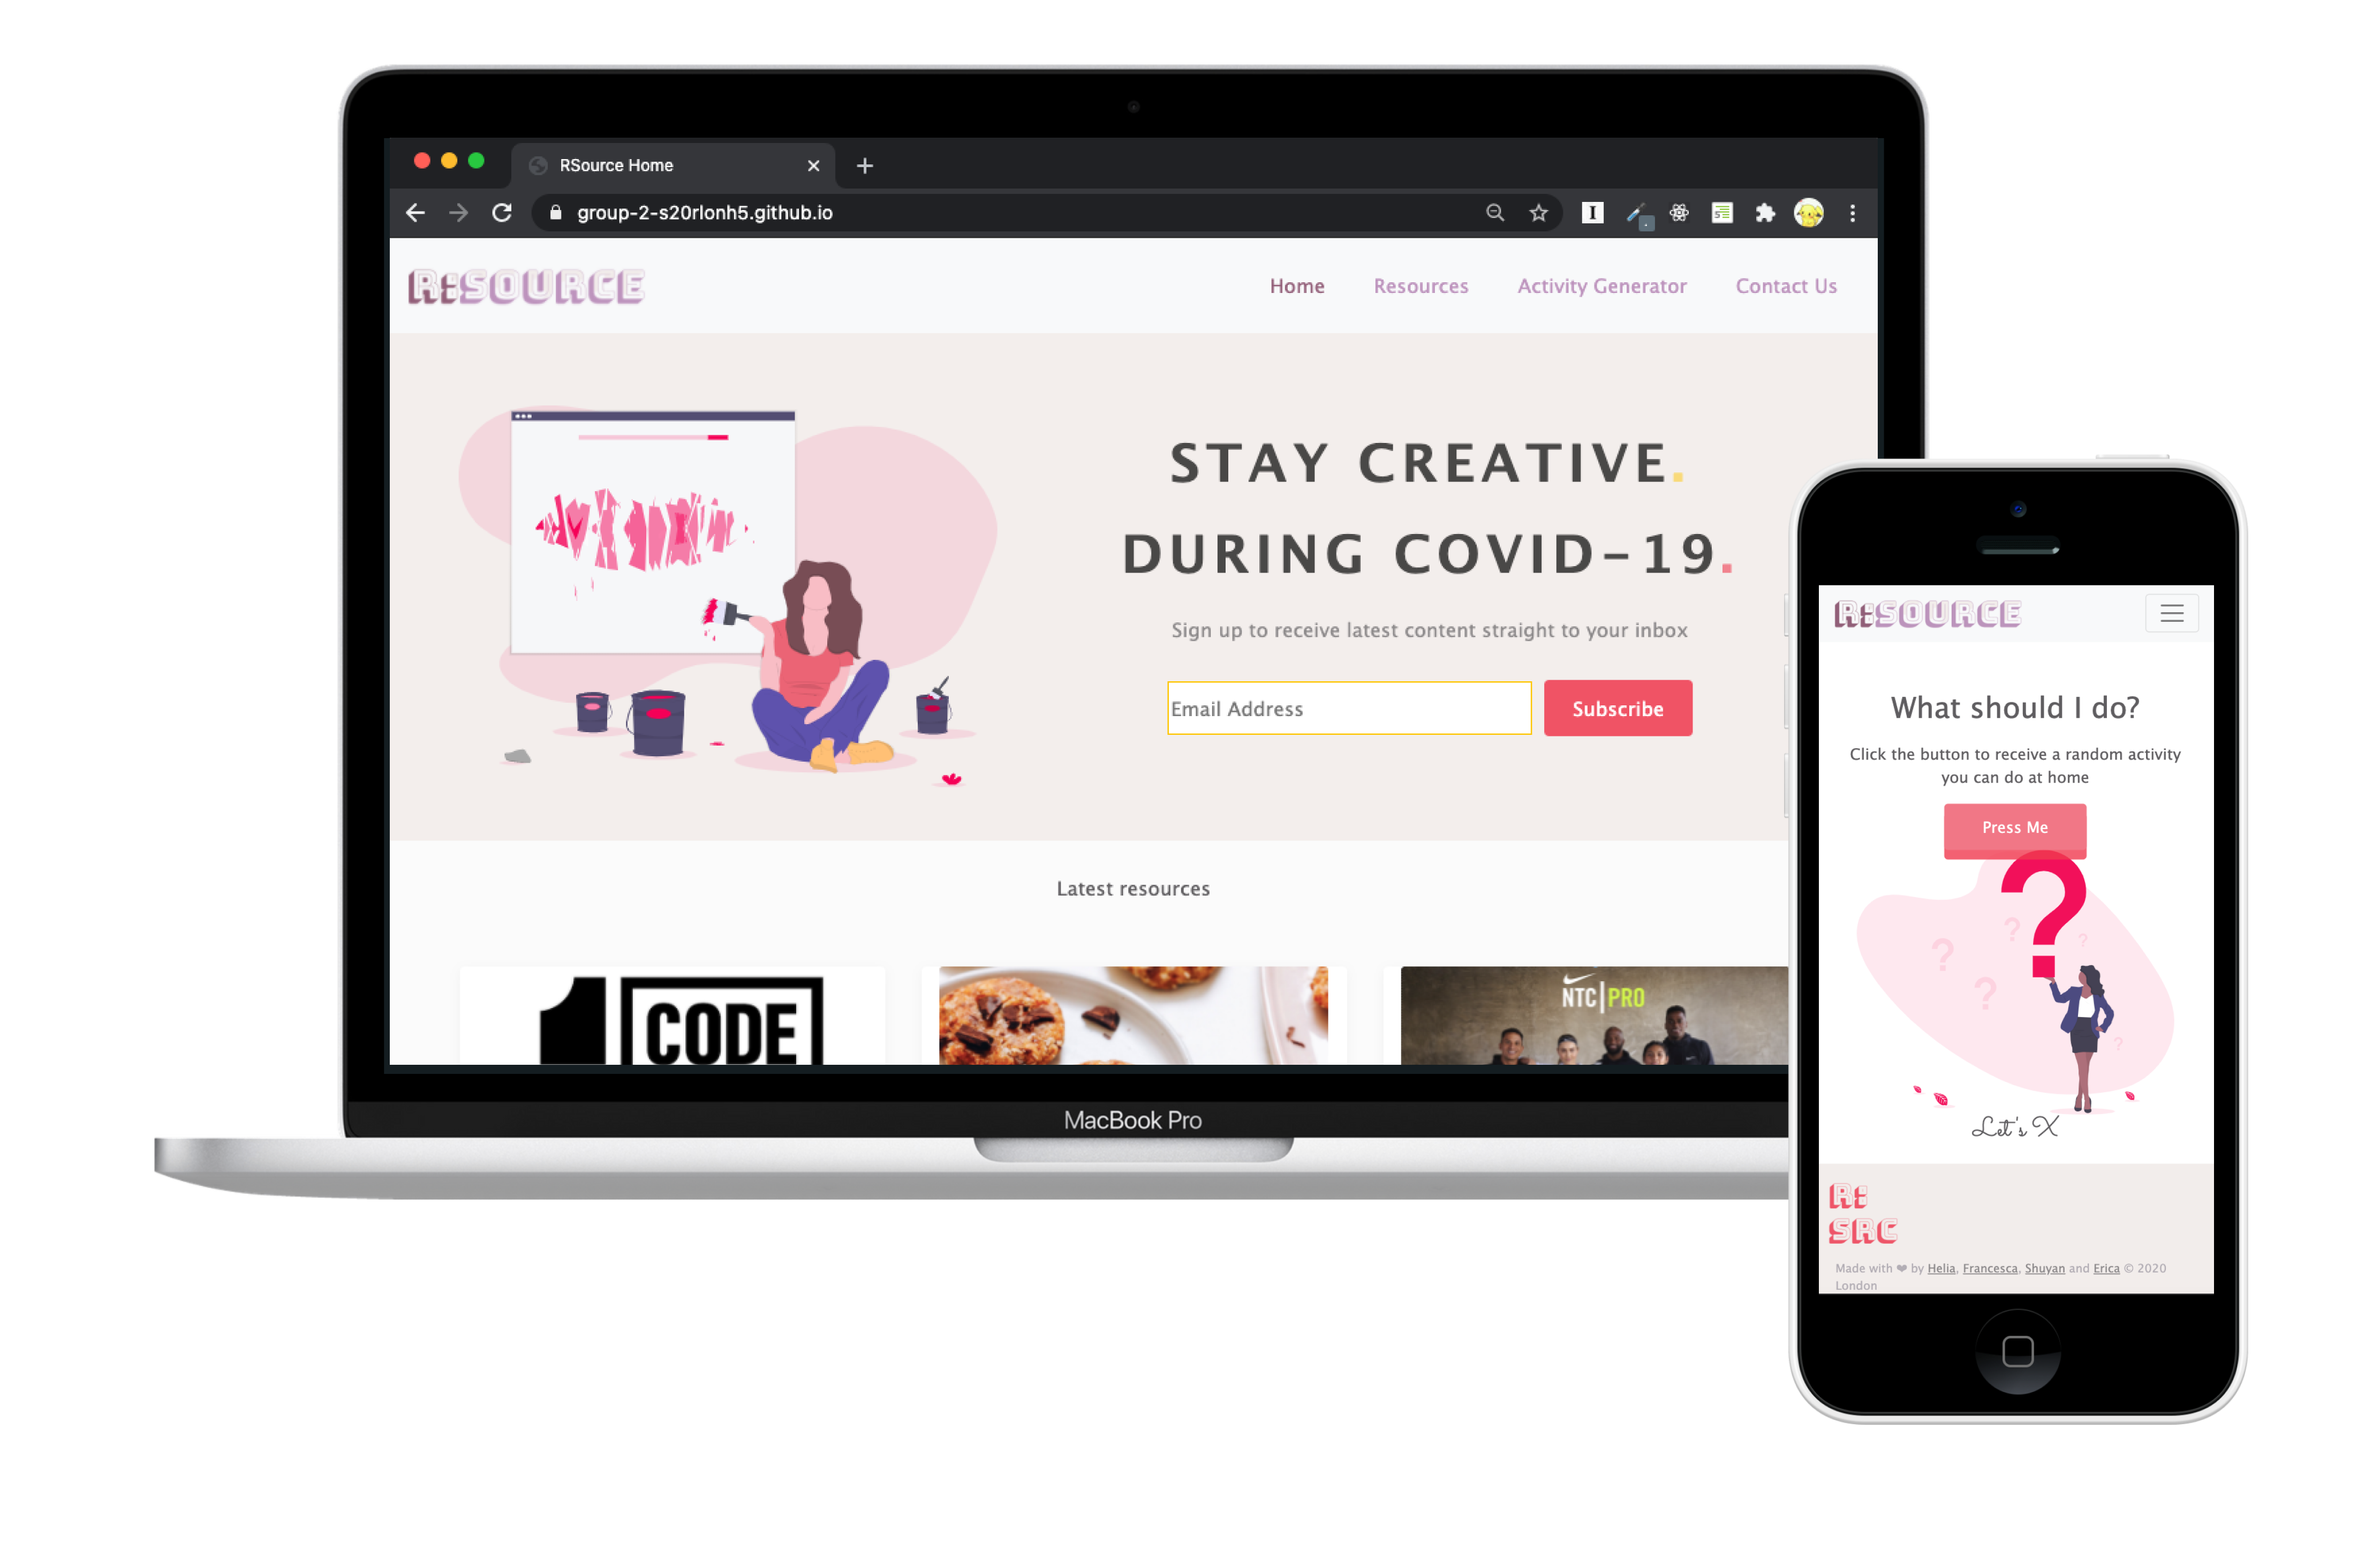 RSource Home
group-2-s20rlonh5.github.io
R:SOURCE
Home Resources Activity Generator Contact Us
STAY CREATIVE.
DURING COVID-19.
Sign up to receive latest content straight to your inbox
Email Address
Subscribe
Latest resources
1 CODE
NTC|PRO
MacBook Pro
R:SOURCE
What should I do?
Click the button to receive a random activity
you can do at home
Press Me
?
Let's X
R:
SRC
Made with ❤ by Helia, Francesca, Shuyan and Erica © 2020
London